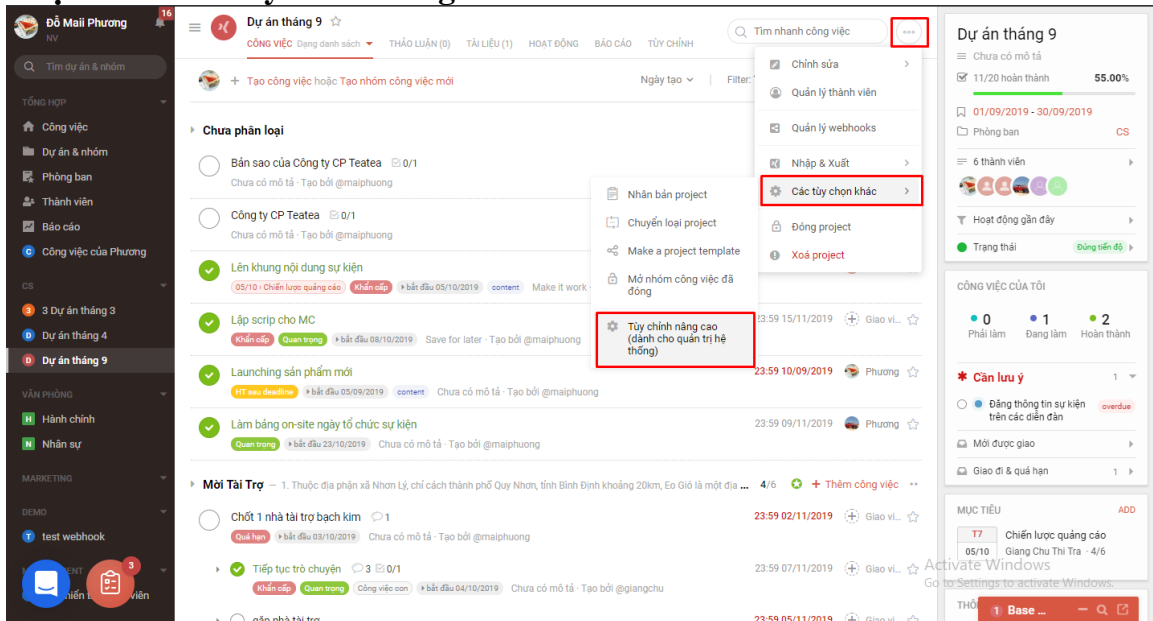 Đỗ Maii Phương
NV
16
Tìm dự án & nhóm
TỔNG HỢP
Công việc
Dự án & nhóm
Phòng ban
Thành viên
Báo cáo
C Công việc của Phương
CS
3 3 Dự án tháng 3
D Dự án tháng 4
D Dự án tháng 9
VĂN PHÒNG
H Hành chính
N Nhân sự
MARKETING
DEMO
T test webhook
3
Dự án tháng 9
CÔNG VIỆC Dạng danh sách THẢO LUẬN (0) TÀI LIỆU (1) HOẠT ĐỘNG BÁO CÁO TÙY CHỈNH
Tìm nhanh công việc
+ Tạo công việc hoặc Tạo nhóm công việc mới
Ngày tạo
Filter:
Chưa phân loại
Bản sao của Công ty CP Teatea 0/1
Chưa có mô tả · Tạo bởi @maiphuong
Công ty CP Teatea 0/1
Chưa có mô tả · Tạo bởi @maiphuong
Lên khung nội dung sự kiện
05/10 · Chiến lược quảng cáo Khẩn cấp bắt đầu 05/10/2019 content Make it work
Lập scrip cho MC
23:59 15/11/2019 Giao vi...
Khẩn cấp Quan trọng bắt đầu 08/10/2019 Save for later · Tạo bởi @maiphuong
Launching sản phẩm mới
23:59 10/09/2019 Phương
HT sau deadline bắt đầu 05/09/2019 content Chưa có mô tả · Tạo bởi @maiphuong
Làm bảng on-site ngày tổ chức sự kiện
23:59 09/11/2019 Phương
Quan trọng bắt đầu 23/10/2019 Chưa có mô tả · Tạo bởi @maiphuong
Mời Tài Trợ – 1. Thuộc địa phận xã Nhơn Lý, chỉ cách thành phố Quy Nhơn, tỉnh Bình Định khoảng 20km, Eo Gió là một địa ... 4/6 + Thêm công việc
Chốt 1 nhà tài trợ bạch kim 1
23:59 02/11/2019 Giao vi...
Quá hạn bắt đầu 03/10/2019 Chưa có mô tả · Tạo bởi @maiphuong
Tiếp tục trò chuyện 3 0/1
23:59 07/11/2019 Giao vi...
Khẩn cấp Quan trọng Công việc con bắt đầu 04/10/2019 Chưa có mô tả · Tạo bởi @giangchu
gặp nhà tài trợ
23:59 05/11/2019 Giao vi...
Chỉnh sửa
Quản lý thành viên
Quản lý webhooks
Nhập & Xuất
Các tùy chọn khác
Đóng project
Xoá project
Nhân bản project
Chuyển loại project
Make a project template
Mở nhóm công việc đã
đóng
Tùy chỉnh nâng cao
(dành cho quản trị hệ
thống)
Dự án tháng 9
Chưa có mô tả
11/20 hoàn thành 55.00%
01/09/2019 - 30/09/2019
Phòng ban CS
6 thành viên
Hoạt động gần đây
Trạng thái Đúng tiến độ
CÔNG VIỆC CỦA TÔI
0 1 2
Phải làm Đang làm Hoàn thành
Cần lưu ý 1
Đăng thông tin sự kiện overdue
trên các diễn đàn
Mới được giao
Giao đi & quá hạn 1
MỤC TIÊU ADD
T7 Chiến lược quảng cáo
05/10 Giang Chu Thi Tra · 4/6
Activate Windows
Go to Settings to activate Windows.
1 Base ...